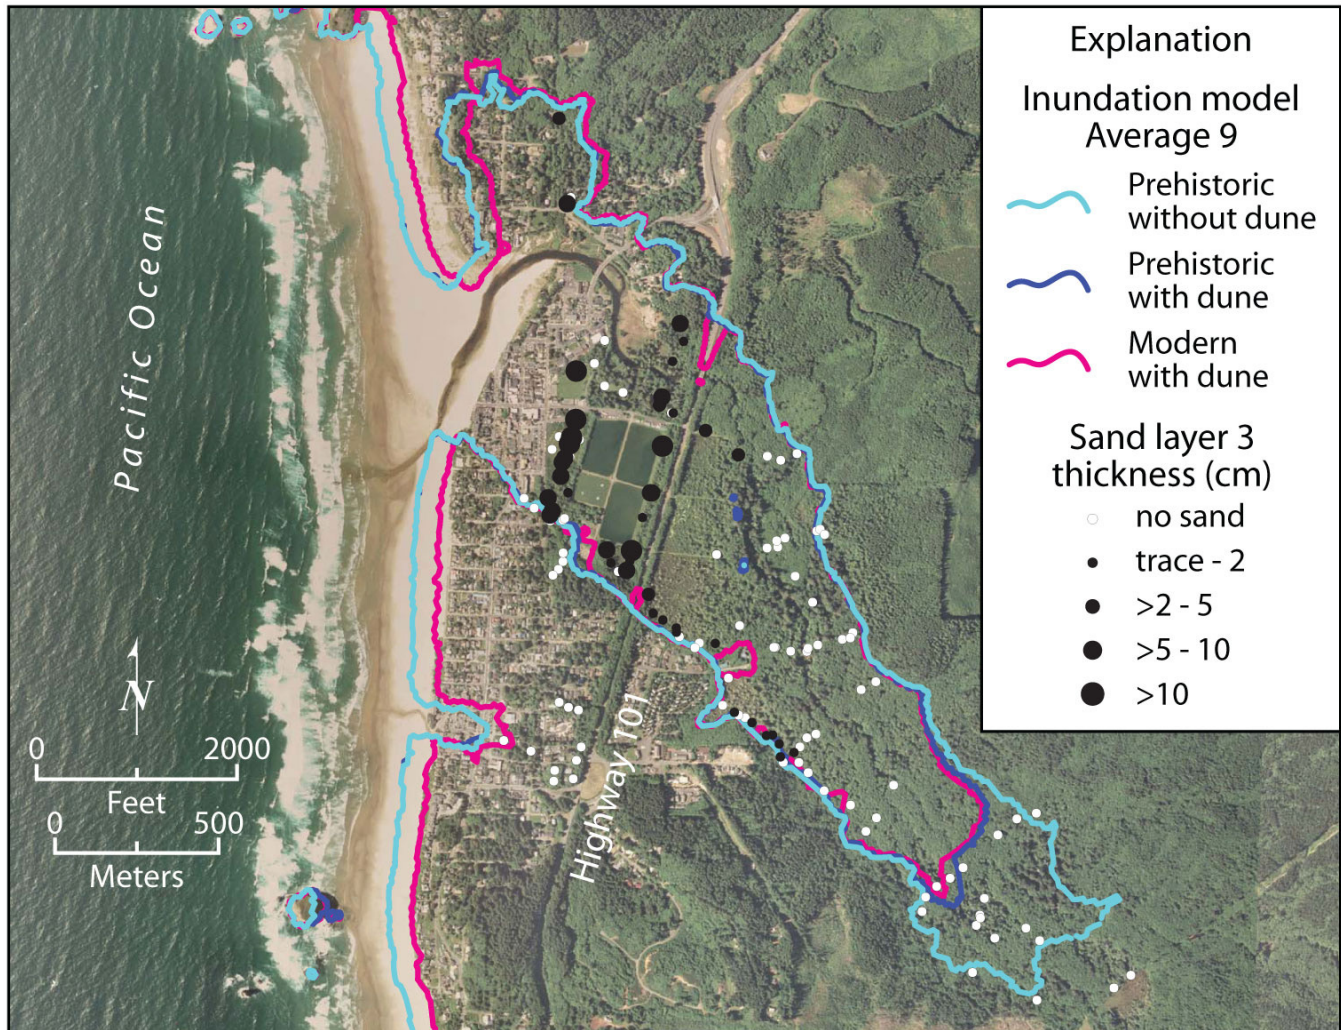 Pacific Ocean
N
0 2000
Feet
0 500
Meters
Highway 101
Explanation
Inundation model
Average 9
Prehistoric
without dune
Prehistoric
with dune
Modern
with dune
Sand layer 3
thickness (cm)
no sand
trace - 2
>2 - 5
>5 - 10
>10